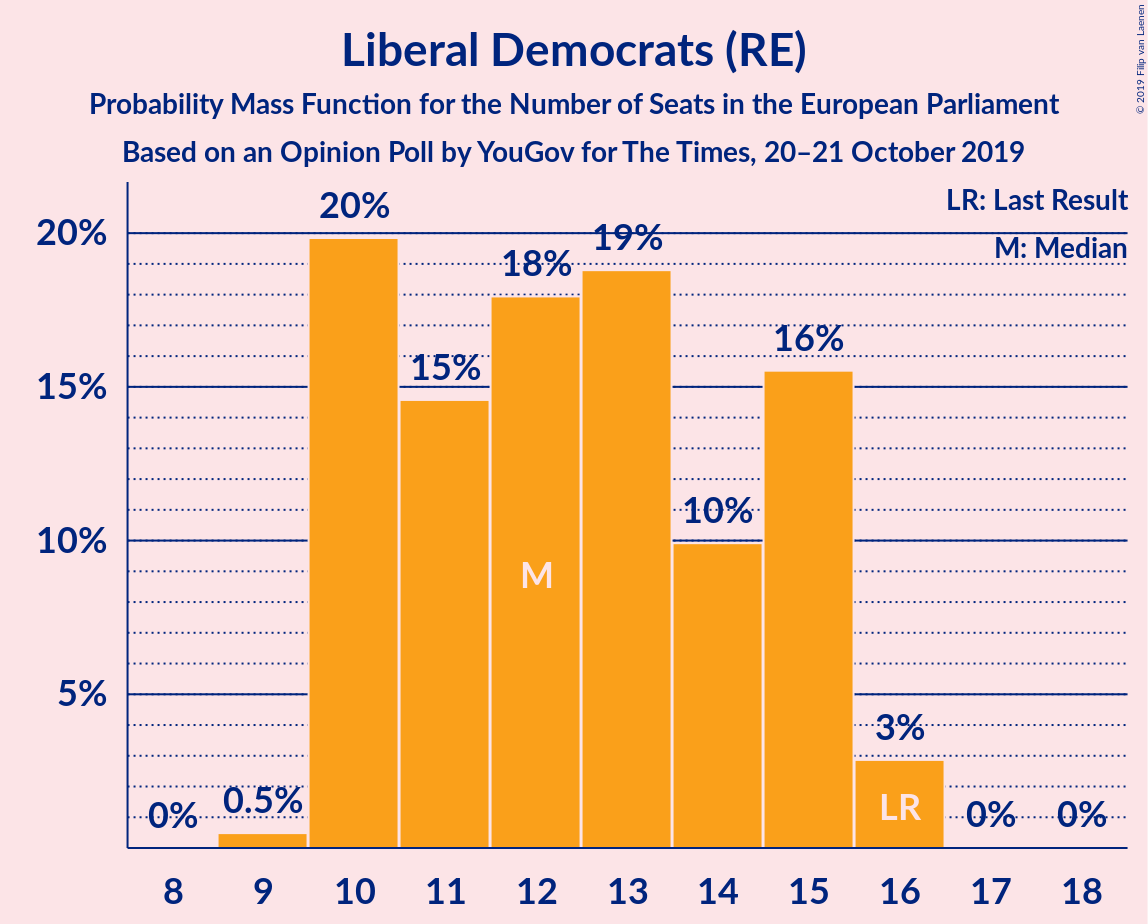 Liberal Democrats (RE)
Probability Mass Function for the Number of Seats in the European Parliament
Based on an Opinion Poll by YouGov for The Times, 20–21 October 2019
© 2019 Filip van Laenen
LR: Last Result
M: Median
20%
15%
10%
5%
0%
0.5%
20%
15%
18%
19%
10%
16%
3%
0%
0%
M
LR
8 9 10 11 12 13 14 15 16 17 18